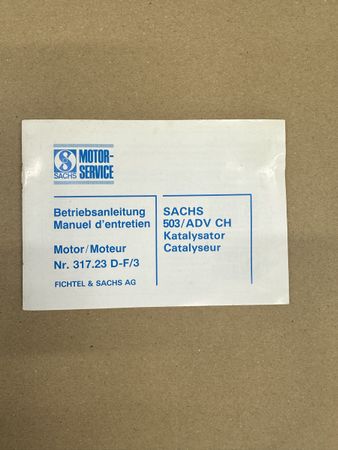 SACHS
MOTOR-
SERVICE
Betriebsanleitung
Manuel d'entretien
Motor/Moteur
Nr. 317.23 D-F/3
FICHTEL & SACHS AG
SACHS
503/ADV CH
Katalysator
Catalyseur